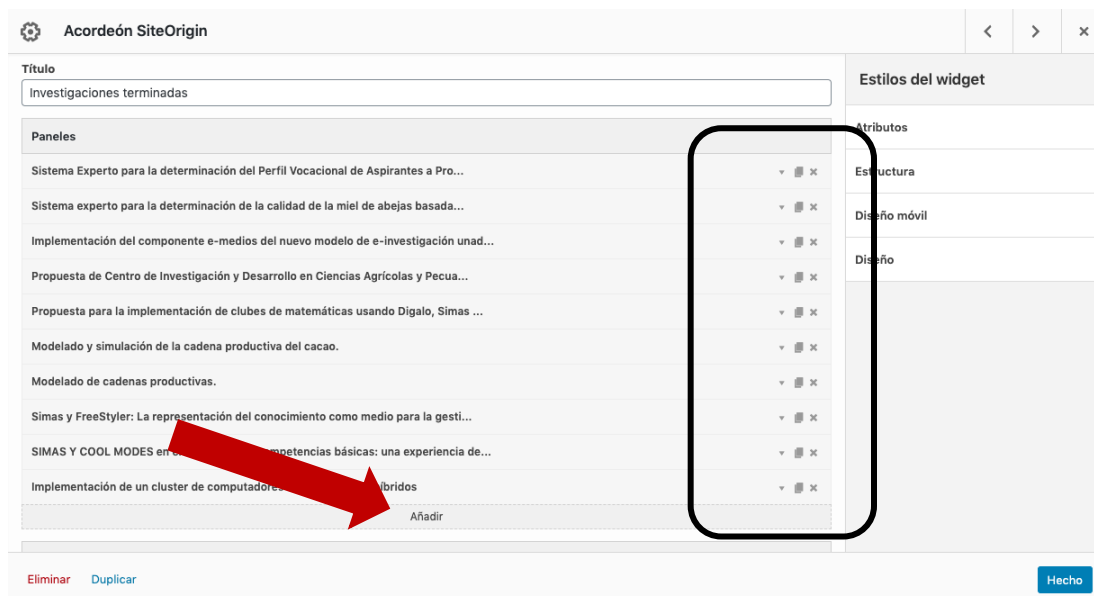 Acordeón SiteOrigin
Título
Investigaciones terminadas
Estilos del widget
Paneles
Atributos
Sistema Experto para la determinación del Perfil Vocacional de Aspirantes a Pro...
Estructura
Sistema experto para la determinación de la calidad de la miel de abejas basada...
Diseño móvil
Implementación del componente e-medios del nuevo modelo de e-investigación unad...
Diseño
Propuesta de Centro de Investigación y Desarrollo en Ciencias Agrícolas y Pecua...
Propuesta para la implementación de clubes de matemáticas usando Digalo, Simas ...
Modelado y simulación de la cadena productiva del cacao.
Modelado de cadenas productivas.
Simas y FreeStyler: La representación del conocimiento como medio para la gesti...
SIMAS Y COOL MODES en básicas: una experiencia de...
Implementación de un cluster de
Añadir
Eliminar
Duplicar
Hecho